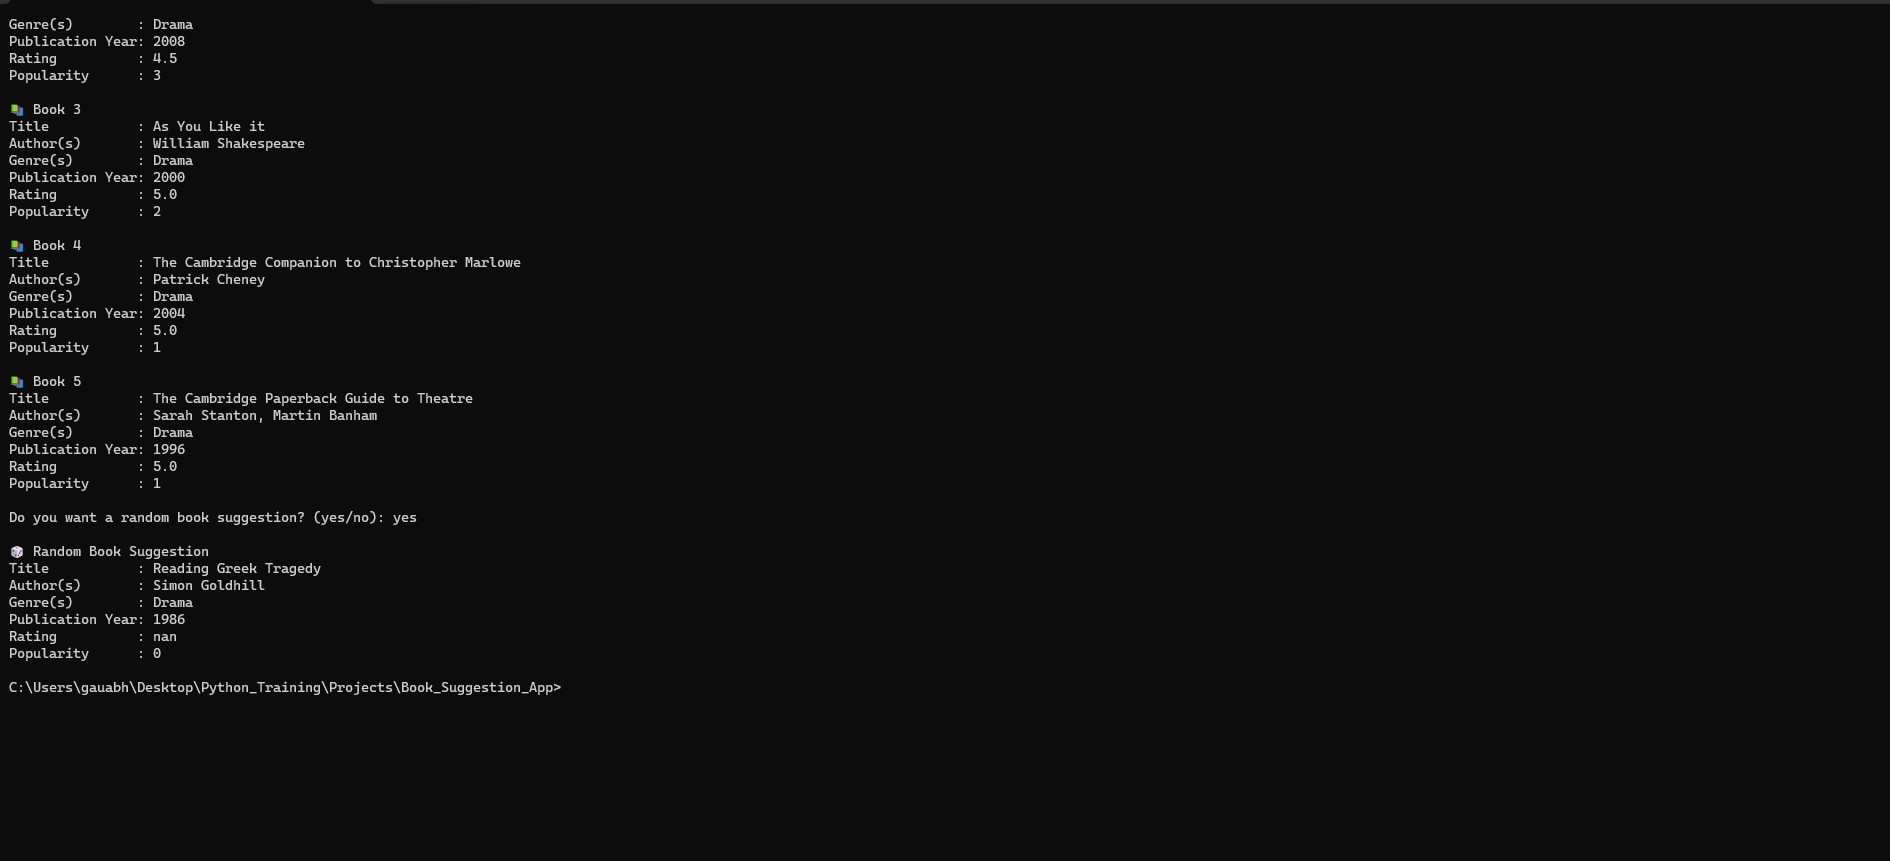 Genre(s)        : Drama
Publication Year: 2008
Rating          : 4.5
Popularity      : 3
Book 3
Title           : As You Like it
Author(s)       : William Shakespeare
Genre(s)        : Drama
Publication Year: 2000
Rating          : 5.0
Popularity      : 2
Book 4
Title           : The Cambridge Companion to Christopher Marlowe
Author(s)       : Patrick Cheney
Genre(s)        : Drama
Publication Year: 2004
Rating          : 5.0
Popularity      : 1
Book 5
Title           : The Cambridge Paperback Guide to Theatre
Author(s)       : Sarah Stanton, Martin Banham
Genre(s)        : Drama
Publication Year: 1996
Rating          : 5.0
Popularity      : 1
Do you want a random book suggestion? (yes/no): yes
Random Book Suggestion
Title           : Reading Greek Tragedy
Author(s)       : Simon Goldhill
Genre(s)        : Drama
Publication Year: 1986
Rating          : nan
Popularity      : 0
C:\Users\gauabh\Desktop\Python_Training\Projects\Book_Suggestion_App>